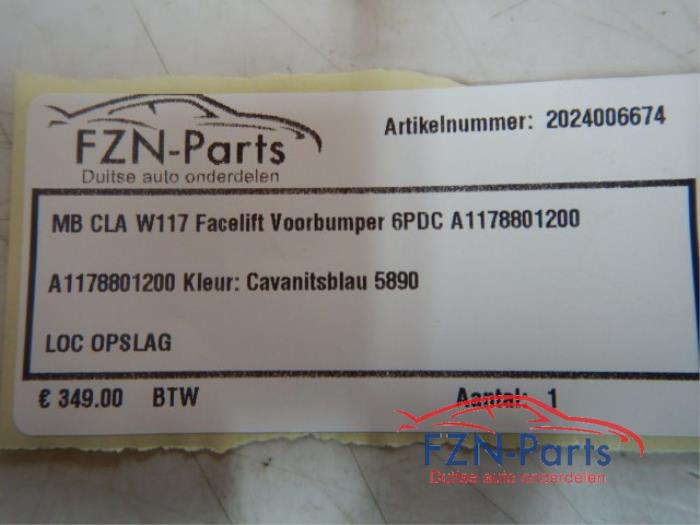 FZN-Parts
Duitse auto onderdelen
Artikelnummer: 2024006674
MB CLA W117 Facelift Voorbumper 6PDC A1178801200
A1178801200 Kleur: Cavanitsblau 5890
LOC OPSLAG
€ 349.00 BTW Aantal: 1
FZN-Parts
Duitse auto onderdelen